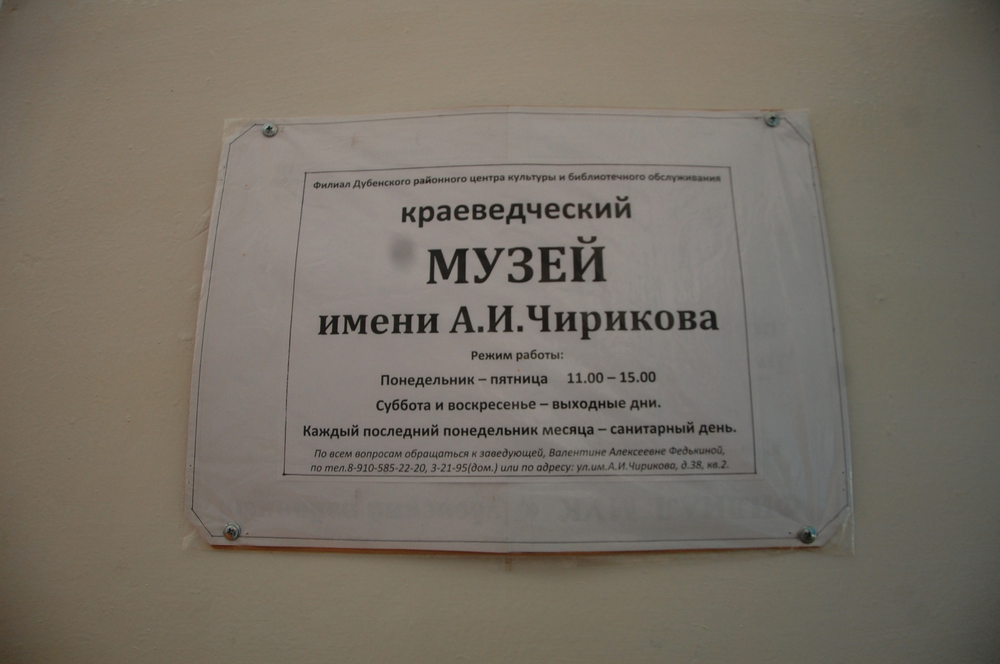 Филиал Дубенского районного центра культуры и библиотечного обслуживания
краеведческий
МУЗЕЙ
имени А.И.Чирикова
Режим работы:
Понедельник – пятница 11.00 – 15.00
Суббота и воскресенье – выходные дни.
Каждый последний понедельник месяца – санитарный день.
По всем вопросам обращаться к заведующей, Валентине Алексеевне Федькиной,
по тел.8-910-585-22-20, 3-21-95(дом.) или по адресу: ул.им.А.И.Чирикова, д.38, кв.2.